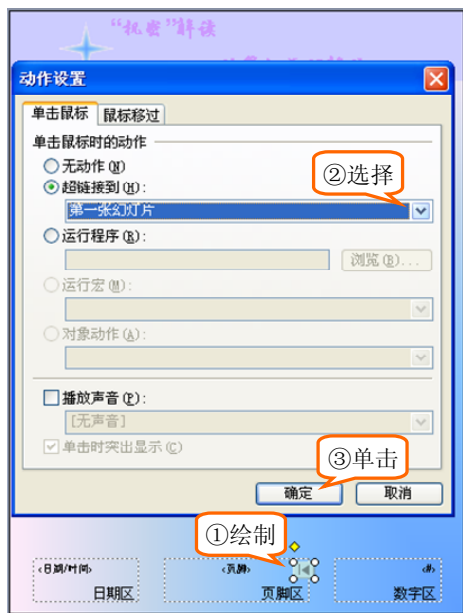 “机密”解读
动作设置
单击鼠标 鼠标移过
单击鼠标时的动作
无动作(N)
②选择
超链接到(H):
第一张幻灯片
运行程序(R):
浏览(B)...
运行宏(M):
对象动作(A):
播放声音(P):
[无声音]
单击时突出显示(C)
③单击
确定 取消
①绘制
‹日期/时间› ‹页脚› ‹#›
日期区 页脚区 数字区